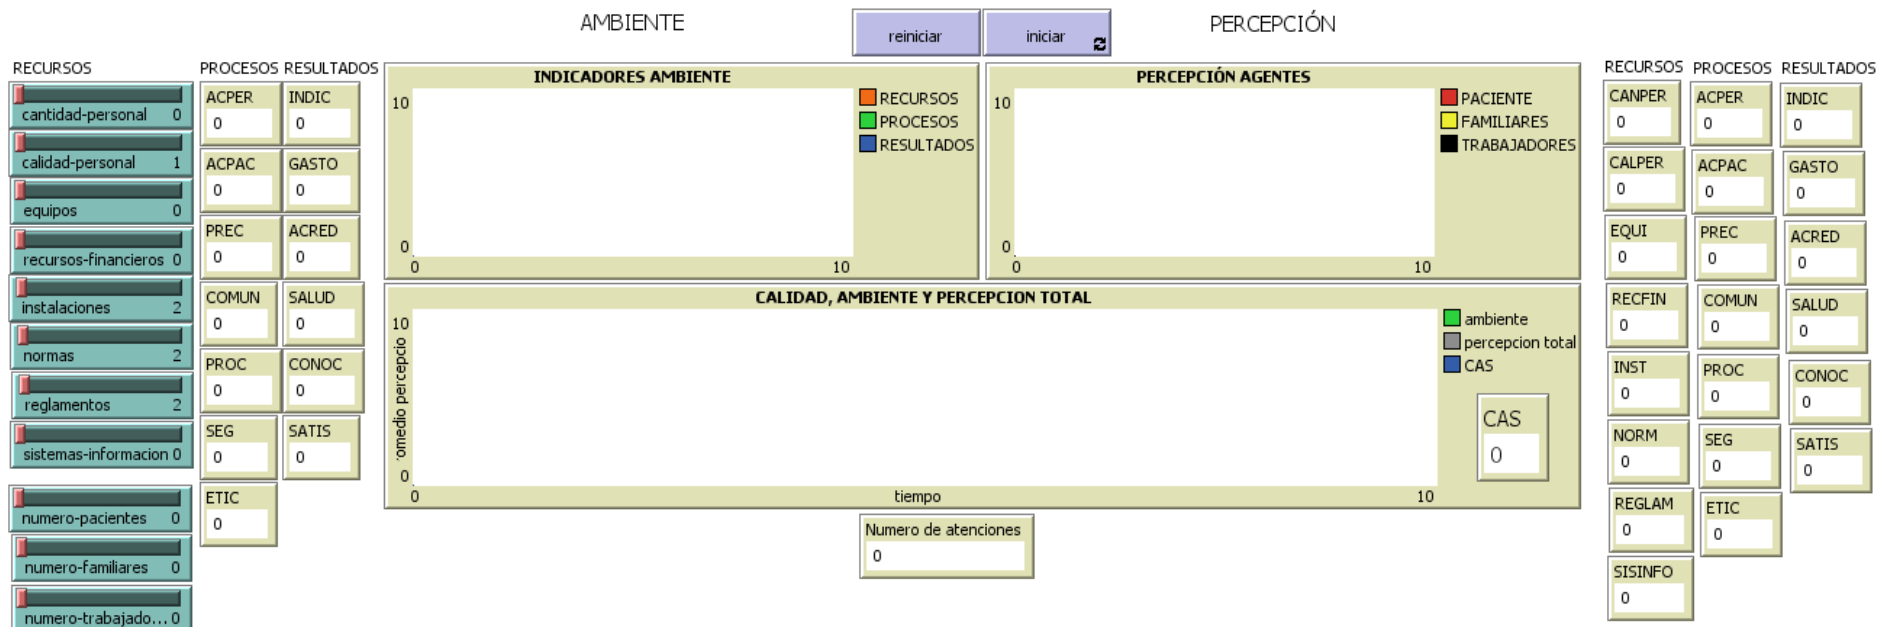 AMBIENTE
reiniciar
iniciar
PERCEPCIÓN
RECURSOS
cantidad-personal 0
calidad-personal 1
equipos 0
recursos-financieros 0
instalaciones 2
normas 2
reglamentos 2
sistemas-informacion 0
numero-pacientes 0
numero-familiares 0
numero-trabajado... 0
PROCESOS
ACPER
0
ACPAC
0
PREC
0
COMUN
0
PROC
0
SEG
0
ETIC
0
RESULTADOS
INDIC
0
GASTO
0
ACRED
0
SALUD
0
CONOC
0
SATIS
0
INDICADORES AMBIENTE
10
0
0
10
RECURSOS
PROCESOS
RESULTADOS
PERCEPCIÓN AGENTES
10
0
0
10
PACIENTE
FAMILIARES
TRABAJADORES
CALIDAD, AMBIENTE Y PERCEPCION TOTAL
omedio percepcio
10
0
0
tiempo
10
ambiente
percepcion total
CAS
CAS
0
Numero de atenciones
0
RECURSOS
CANPER
0
CALPER
0
EQUI
0
RECFIN
0
INST
0
NORM
0
REGLAM
0
SISINFO
0
PROCESOS
ACPER
0
ACPAC
0
PREC
0
COMUN
0
PROC
0
SEG
0
ETIC
0
RESULTADOS
INDIC
0
GASTO
0
ACRED
0
SALUD
0
CONOC
0
SATIS
0